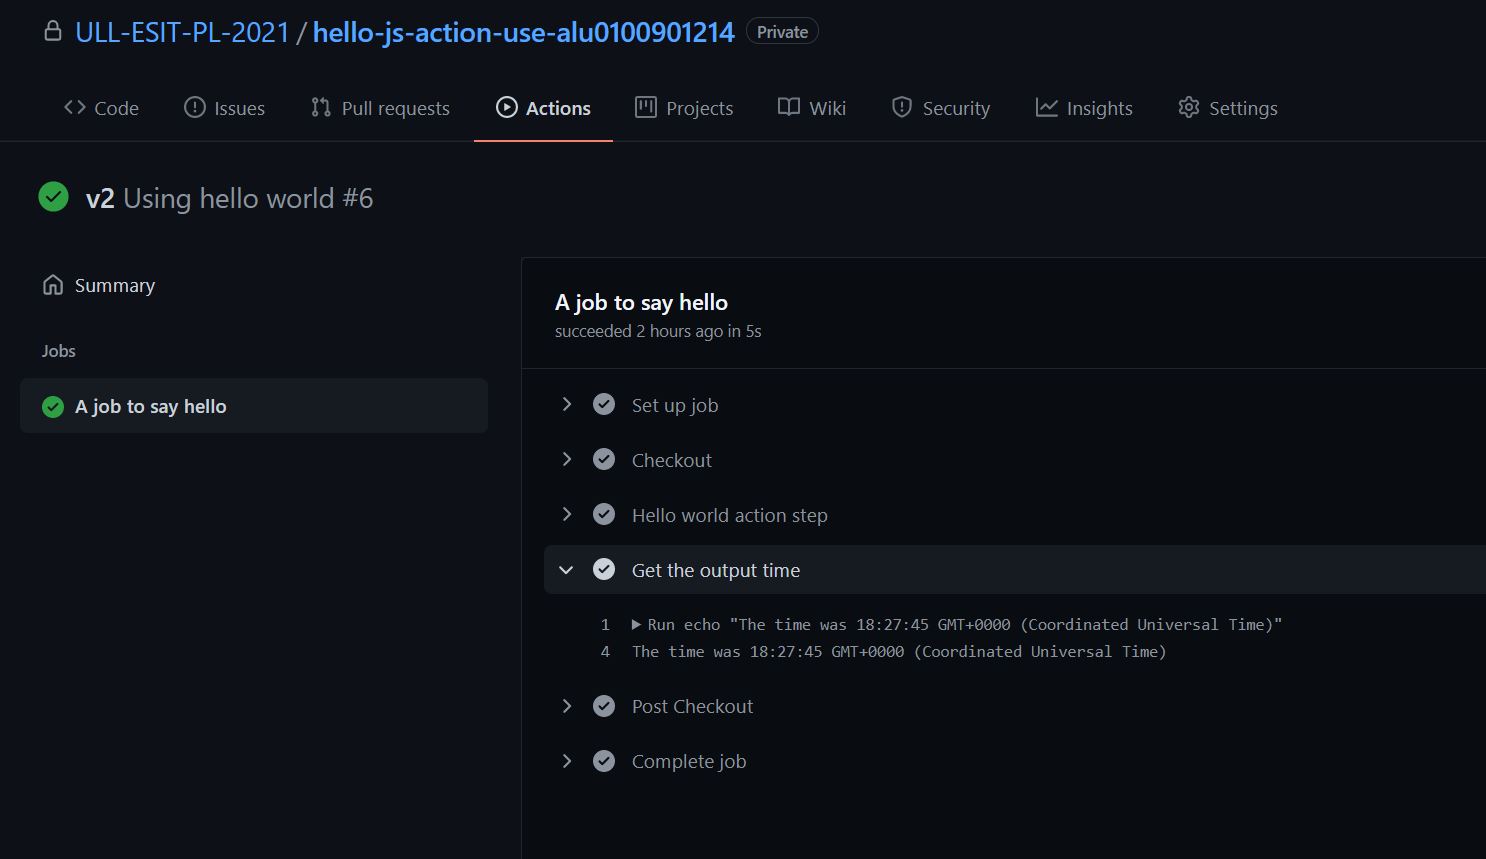 ULL-ESIT-PL-2021 / hello-js-action-use-alu0100901214 Private
Code Issues Pull requests Actions Projects Wiki Security Insights Settings
v2 Using hello world #6
Summary
Jobs
A job to say hello
A job to say hello
succeeded 2 hours ago in 5s
Set up job
Checkout
Hello world action step
Get the output time
1 Run echo "The time was 18:27:45 GMT+0000 (Coordinated Universal Time)"
4 The time was 18:27:45 GMT+0000 (Coordinated Universal Time)
Post Checkout
Complete job